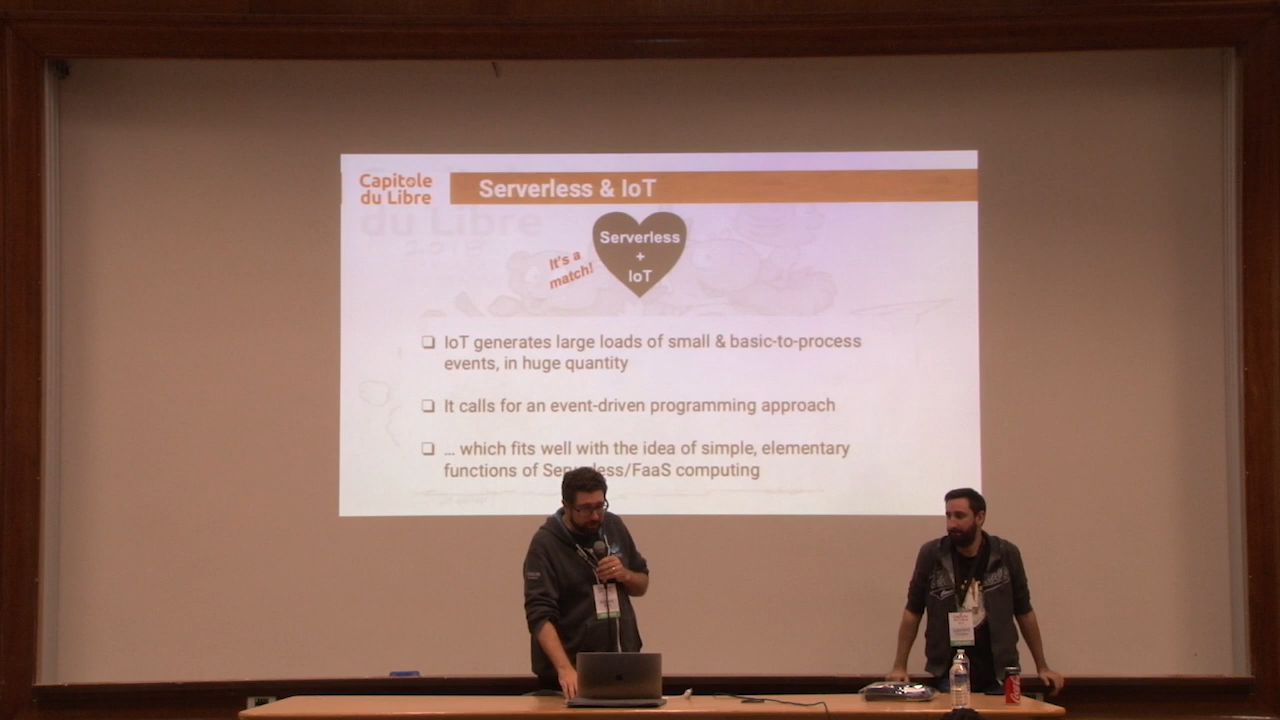 Capitole
du Libre
Serverless & IoT
du Libre
Serverless
+
IoT
It's a
match!
❑ IoT generates large loads of small & basic-to-process
events, in huge quantity
❑ It calls for an event-driven programming approach
❑ ... which fits well with the idea of simple, elementary
functions of Serverless/FaaS computing